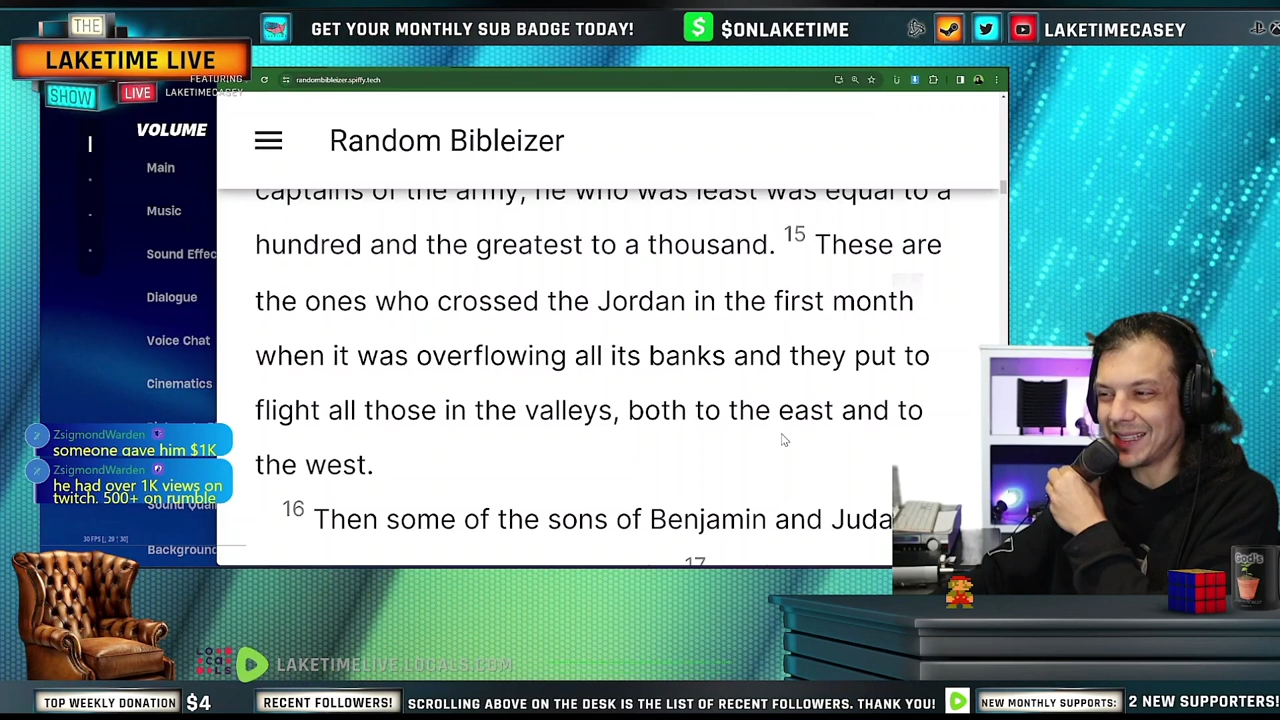 THE
LAKETIME LIVE
FEATURING
SHOW
LIVE
LAKETIMECASEY
GET YOUR MONTHLY SUB BADGE TODAY!
$ONLAKETIME
LAKETIMECASEY
randombibleizer.spiffy.tech
VOLUME
Main
Music
Sound Effec
Dialogue
Voice Chat
Cinematics
Background
30 FPS
Random Bibleizer
captains of the army; he who was least was equal to a
hundred and the greatest to a thousand. 15 These are
the ones who crossed the Jordan in the first month
when it was overflowing all its banks and they put to
flight all those in the valleys, both to the east and to
the west.
16 Then some of the sons of Benjamin and Juda
17
ZsigmondWarden
someone gave him $1K
ZsigmondWarden
he had over 1K views on
twitch. 500+ on rumble
God's
LAKETIMELIVE.LOCALS.COM
TOP WEEKLY DONATION
$4
RECENT FOLLOWERS!
SCROLLING ABOVE ON THE DESK IS THE LIST OF RECENT FOLLOWERS. THANK YOU!
NEW MONTHLY SUPPORTS:
2 NEW SUPPORTERS!